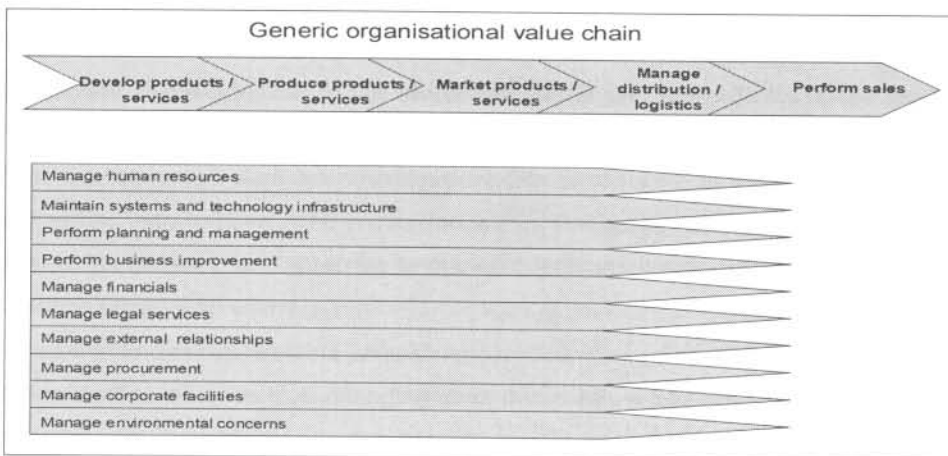 Generic organisational value chain
Develop products /
services
Produce products /
services
Market products /
services
Manage
distribution /
logistics
Perform sales
Manage human resources
Maintain systems and technology infrastructure
Perform planning and management
Perform business improvement
Manage financials
Manage legal services
Manage external relationships
Manage procurement
Manage corporate facilities
Manage environmental concerns